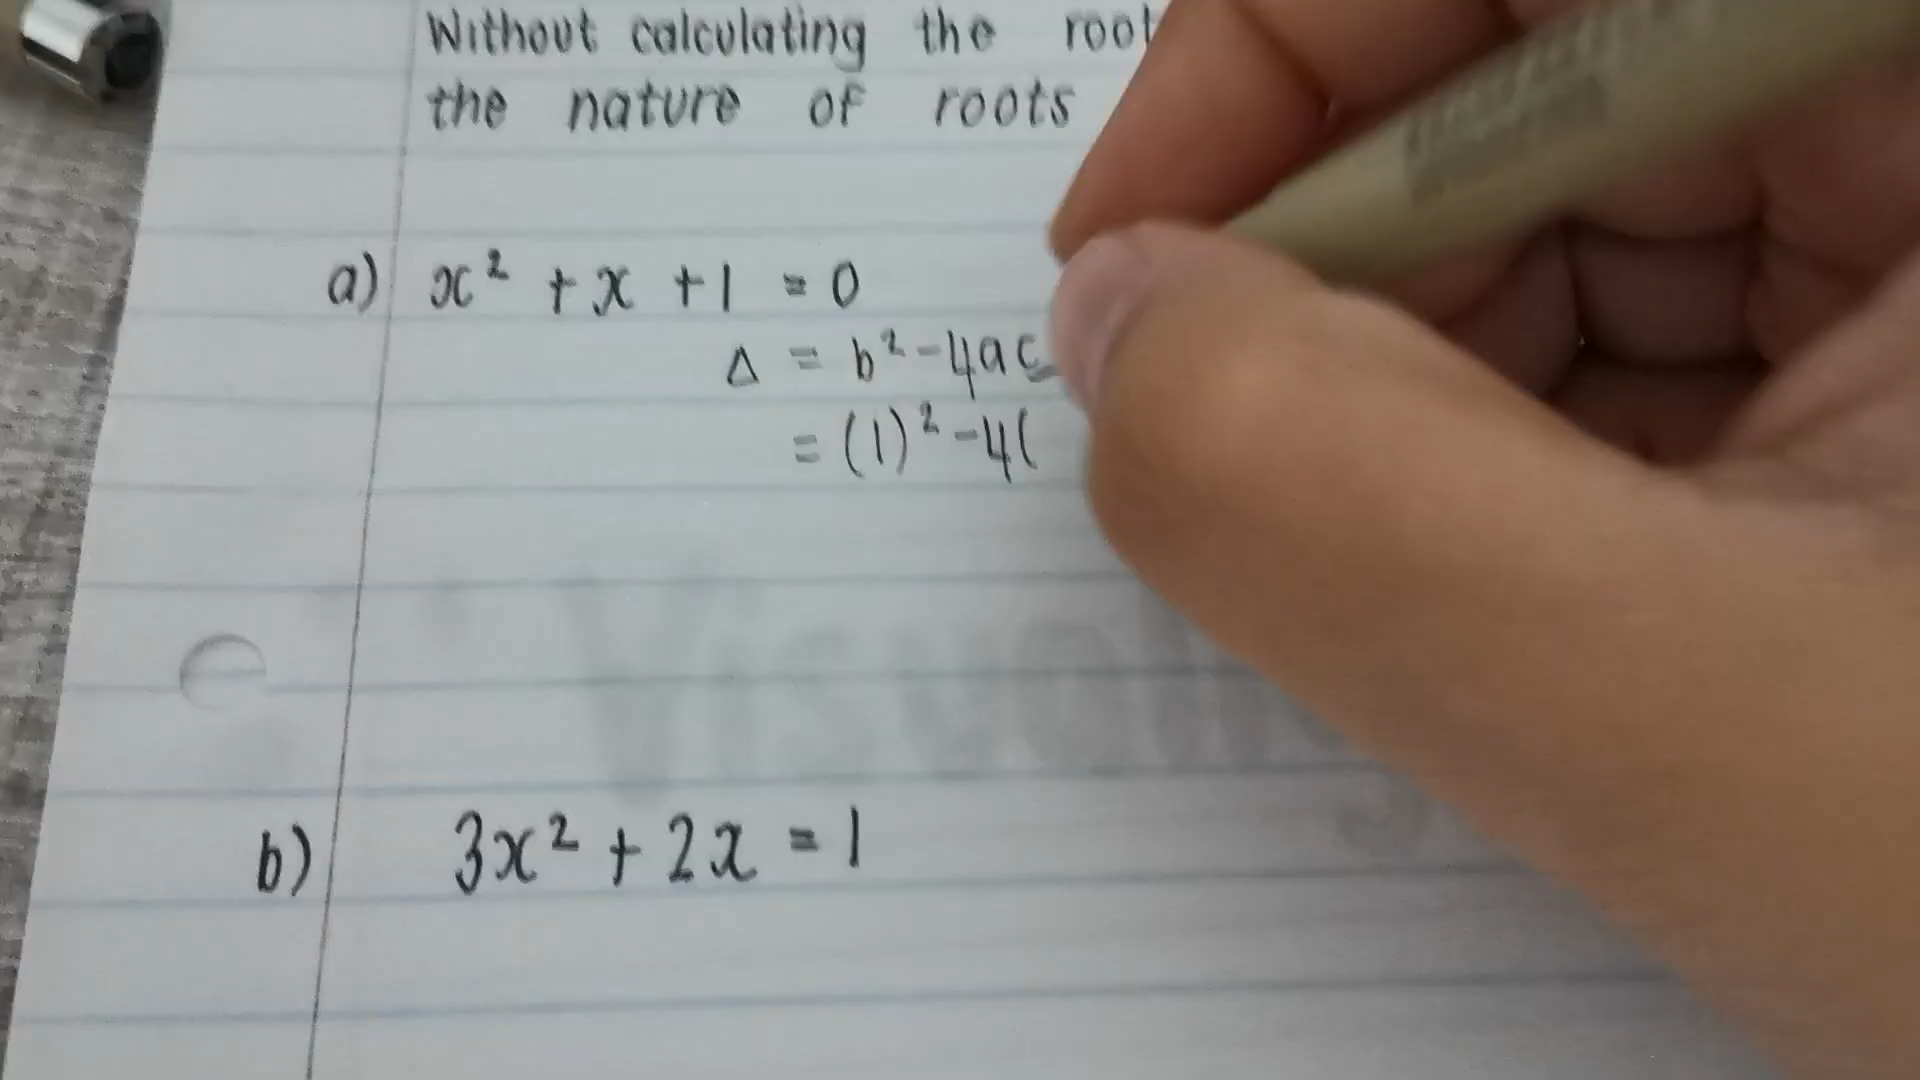 Without calculating the
the nature of roots
a) x² + x + 1 = 0
Δ = b² - 4ac
= (1)² - 4(
b) 3x² + 2x = 1